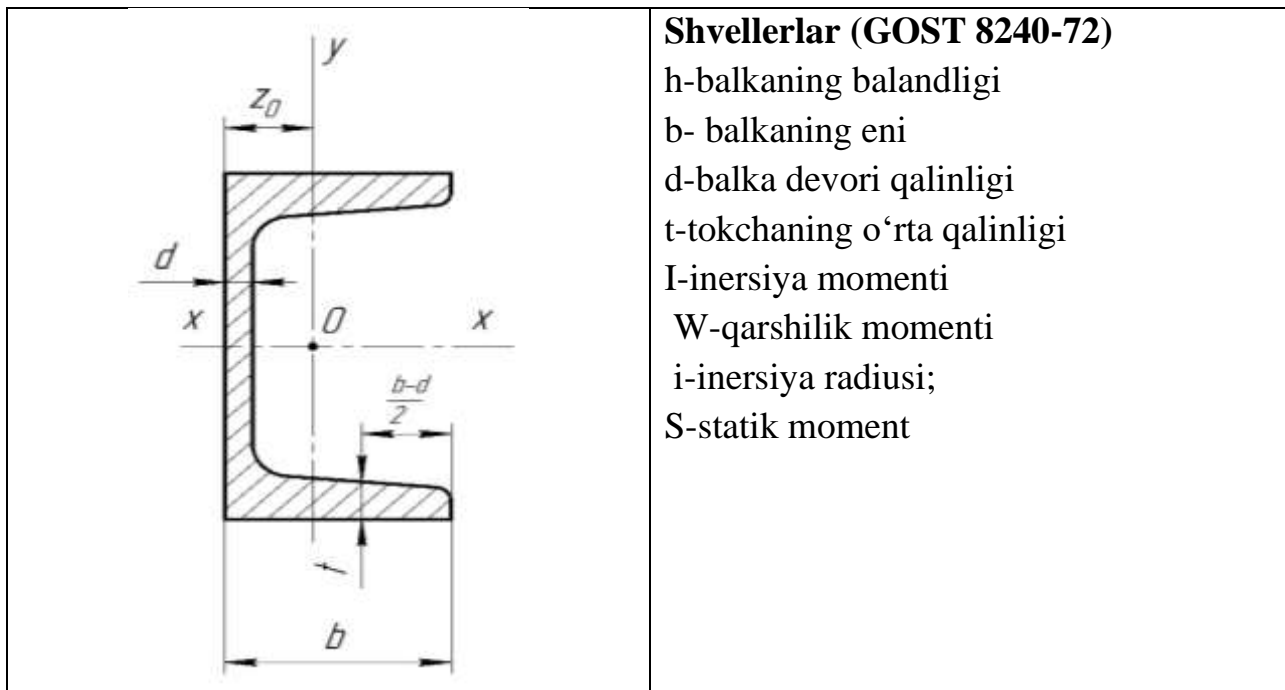 y
z₀
d
x
O
x
b-d
2
t
b
Shvellerlar (GOST 8240-72)
h-balkaning balandligi
b- balkaning eni
d-balka devori qalinligi
t-tokchaning o‘rta qalinligi
I-inersiya momenti
W-qarshilik momenti
i-inersiya radiusi;
S-statik moment